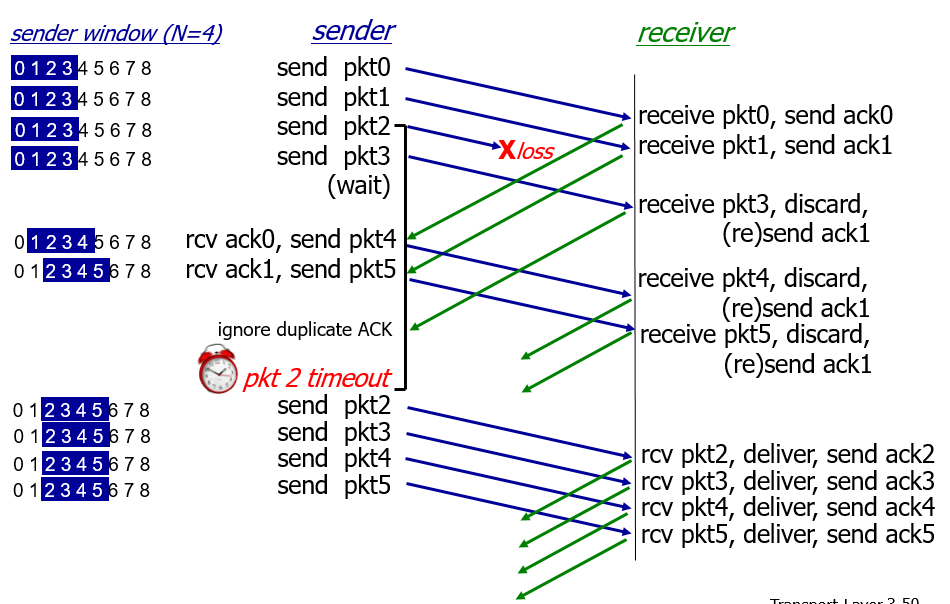 sender window (N=4) sender receiver
0 1 2 3 4 5 6 7 8 send pkt0
0 1 2 3 4 5 6 7 8 send pkt1
0 1 2 3 4 5 6 7 8 send pkt2
0 1 2 3 4 5 6 7 8 send pkt3
(wait)
X loss
receive pkt0, send ack0
receive pkt1, send ack1
receive pkt3, discard,
(re)send ack1
0 1 2 3 4 5 6 7 8 rcv ack0, send pkt4
0 1 2 3 4 5 6 7 8 rcv ack1, send pkt5
receive pkt4, discard,
(re)send ack1
receive pkt5, discard,
(re)send ack1
ignore duplicate ACK
pkt 2 timeout
0 1 2 3 4 5 6 7 8 send pkt2
0 1 2 3 4 5 6 7 8 send pkt3
0 1 2 3 4 5 6 7 8 send pkt4
0 1 2 3 4 5 6 7 8 send pkt5
rcv pkt2, deliver, send ack2
rcv pkt3, deliver, send ack3
rcv pkt4, deliver, send ack4
rcv pkt5, deliver, send ack5
Transport Layer 3-50